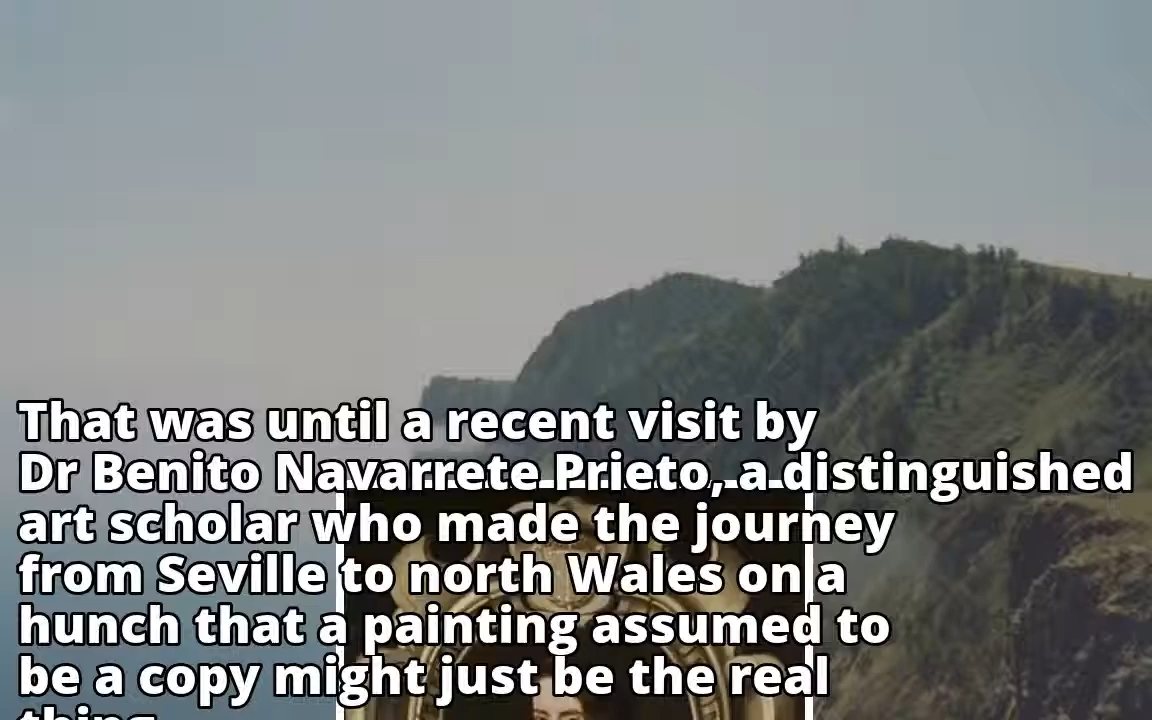 That was until a recent visit by
Dr Benito Navarrete Prieto, a distinguished
art scholar who made the journey
from Seville to north Wales on a
hunch that a painting assumed to
be a copy might just be the real
thing